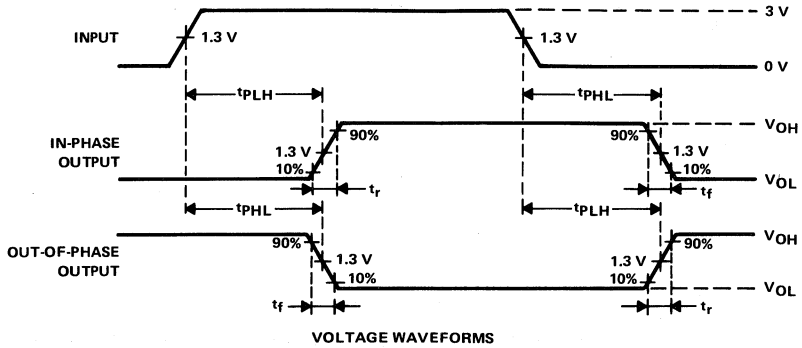 3 V
INPUT 1.3 V 1.3 V
0 V
tPLH tPHL
90% 90% VOH
IN-PHASE
OUTPUT
1.3 V 1.3 V
10% 10%
VOL
tr tf
tPHL tPLH
90% 90% VOH
OUT-OF-PHASE
OUTPUT
1.3 V 1.3 V
10% 10%
VOL
tf tr
VOLTAGE WAVEFORMS